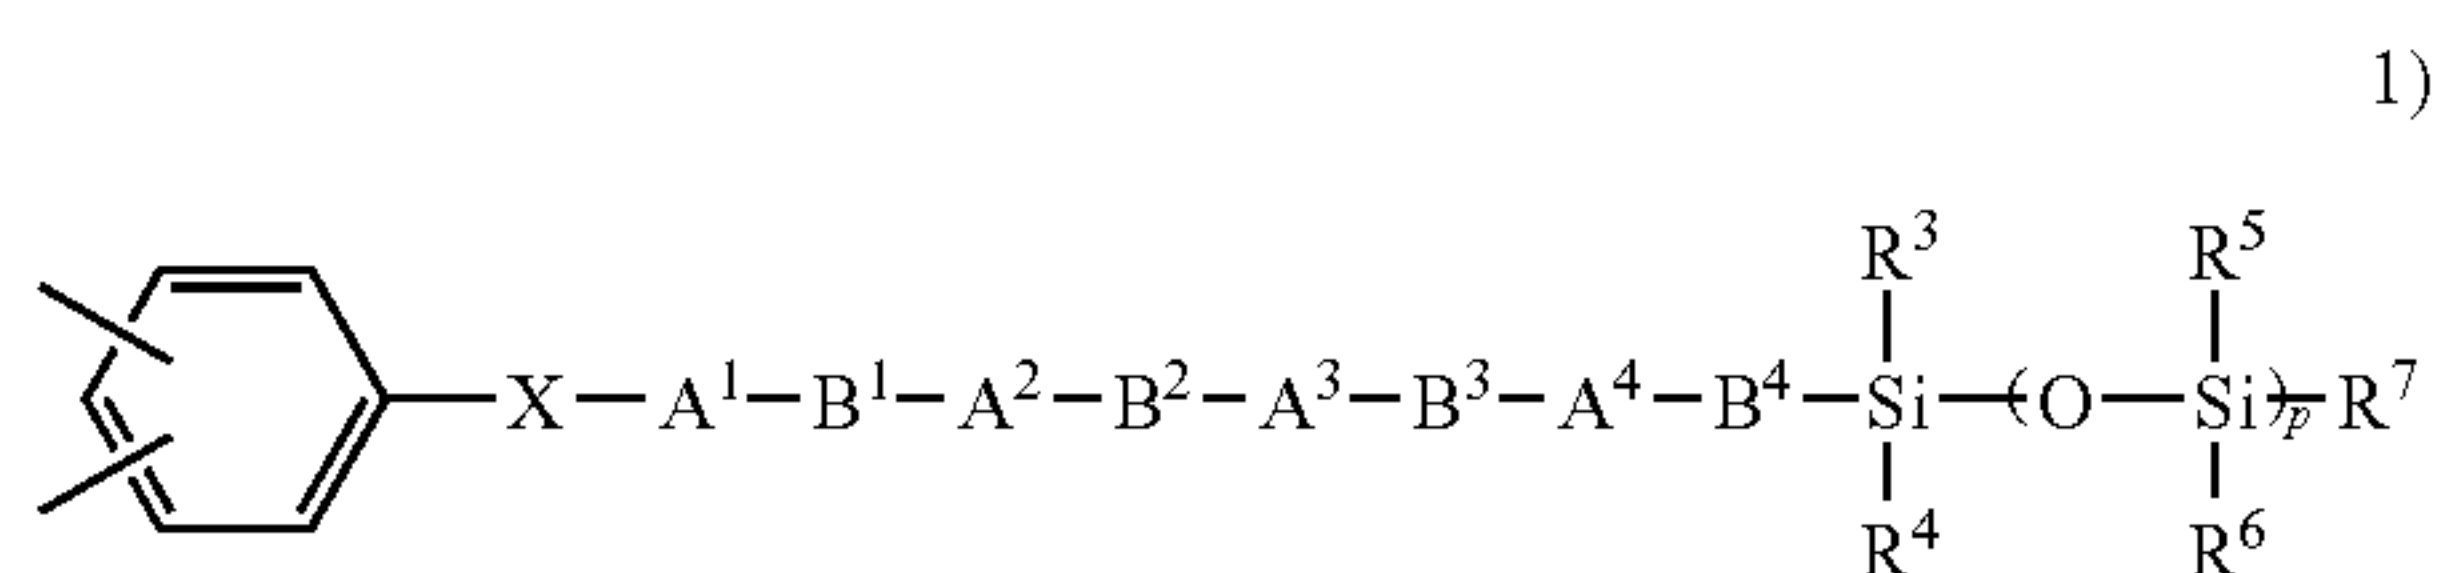 1)
R³ R⁵
X—A¹—B¹—A²—B²—A³—B³—A⁴—B⁴—Si—(O—Si)ₚ—R⁷
R⁴ R⁶